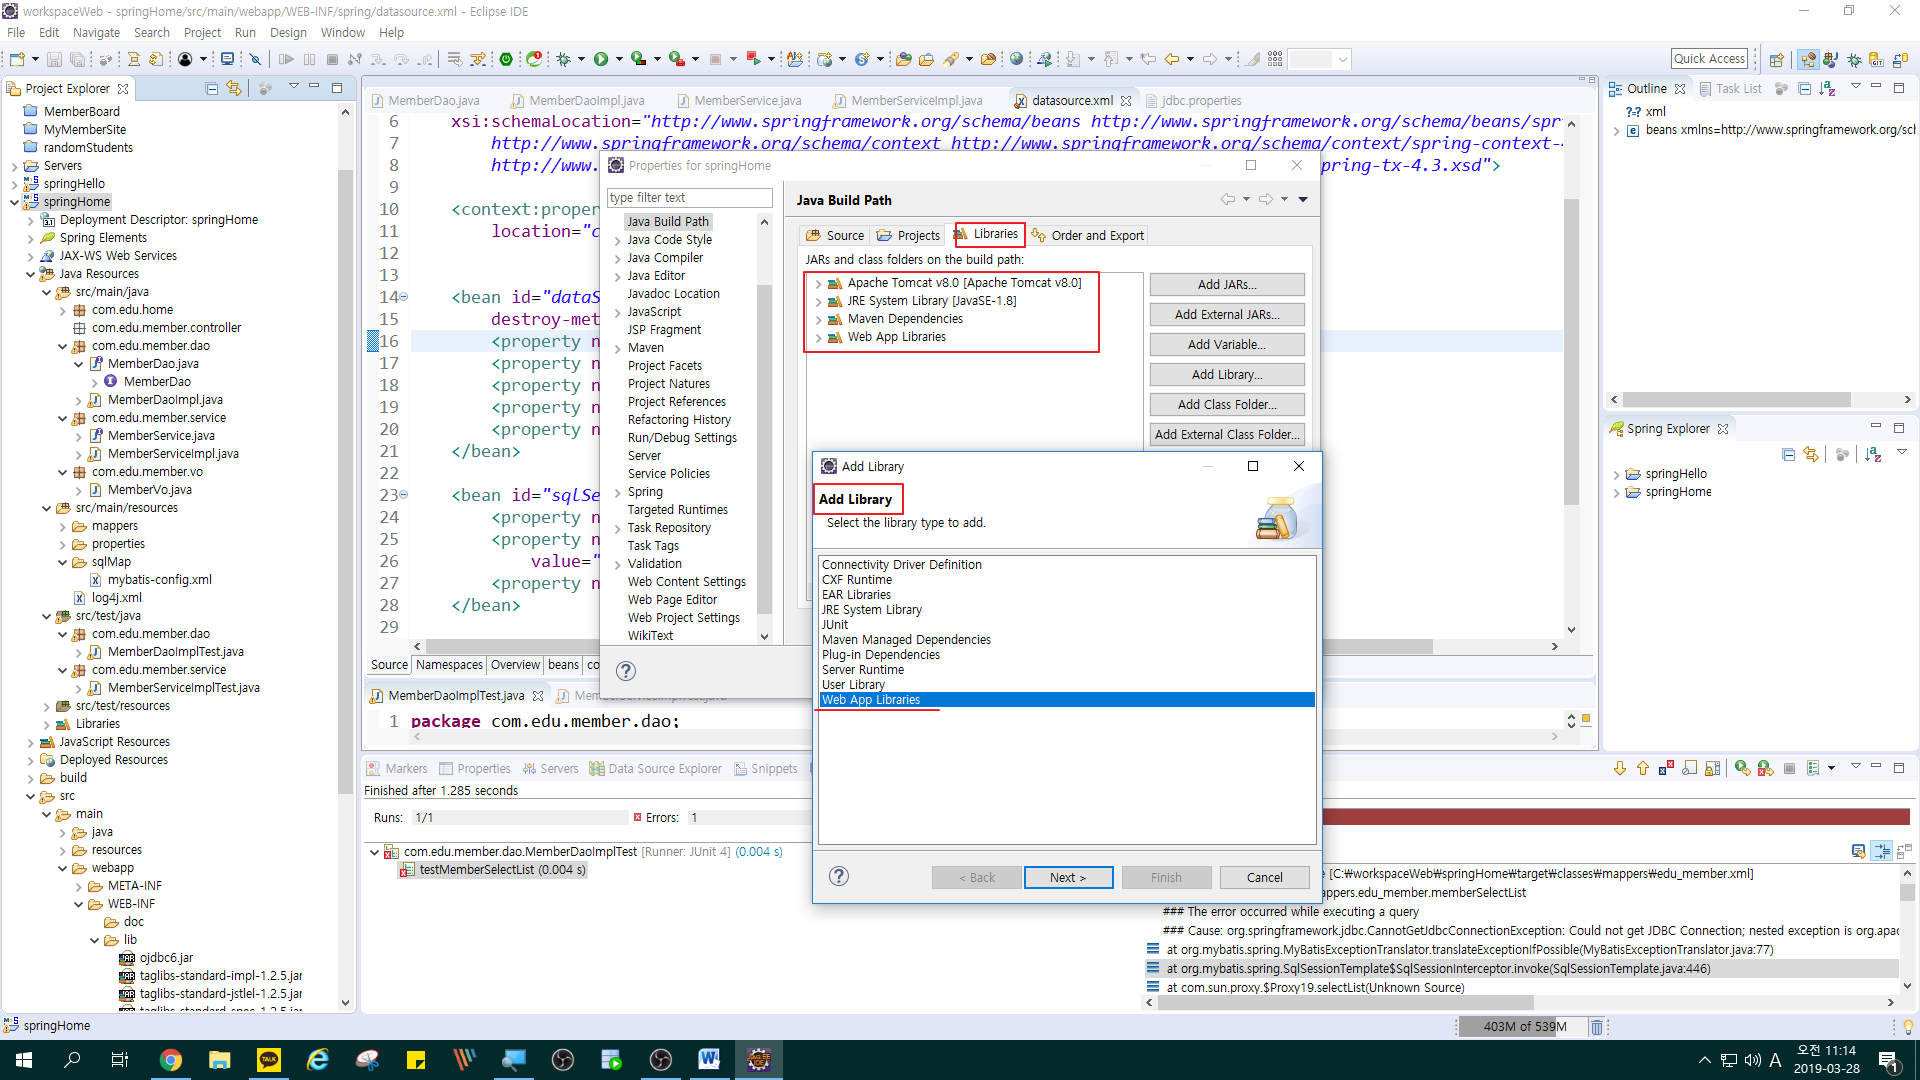 workspaceWeb - springHome/src/main/webapp/WEB-INF/spring/datasource.xml - Eclipse IDE
File Edit Navigate Search Project Run Design Window Help
Quick Access
Project Explorer
MemberBoard
MyMemberSite
randomStudents
Servers
springHello
springHome
Deployment Descriptor: springHome
Spring Elements
JAX-WS Web Services
Java Resources
src/main/java
com.edu.home
com.edu.member.controller
com.edu.member.dao
MemberDao.java
MemberDao
MemberDaoImpl.java
com.edu.member.service
MemberService.java
MemberServiceImpl.java
com.edu.member.vo
MemberVo.java
src/main/resources
mappers
properties
sqlMap
mybatis-config.xml
log4j.xml
src/test/java
com.edu.member.dao
MemberDaoImplTest.java
com.edu.member.service
MemberServiceImplTest.java
src/test/resources
Libraries
JavaScript Resources
Deployed Resources
build
src
main
java
resources
webapp
META-INF
WEB-INF
doc
lib
ojdbc6.jar
taglibs-standard-impl-1.2.5.jar
taglibs-standard-jstlel-1.2.5.jar
MemberDao.java MemberDaoImpl.java MemberService.java MemberServiceImpl.java datasource.xml jdbc.properties
6 xsi:schemaLocation="http://www.springframework.org/schema/beans http://www.springframework.org/schema/beans/spr
7 http://www.springframework.org/schema/context http://www.springframework.org/schema/context/spring-context-4
8 http://www. pring-tx-4.3.xsd">
9
10 <context:proper
11 location="c
12
13
14 <bean id="dataS
15 destroy-met
16 <property n
17 <property n
18 <property n
19 <property n
20 <property n
21 </bean>
22
23 <bean id="sqlSe
24 <property n
25 <property n
26 value="
27 <property n
28 </bean>
29
Source Namespaces Overview beans co
Properties for springHome
type filter text
Java Build Path
Java Code Style
Java Compiler
Java Editor
Javadoc Location
JavaScript
JSP Fragment
Maven
Project Facets
Project Natures
Project References
Refactoring History
Run/Debug Settings
Server
Service Policies
Spring
Targeted Runtimes
Task Repository
Task Tags
Validation
Web Content Settings
Web Page Editor
Web Project Settings
WikiText
Java Build Path
Source Projects Libraries Order and Export
JARs and class folders on the build path:
Apache Tomcat v8.0 [Apache Tomcat v8.0]
JRE System Library [JavaSE-1.8]
Maven Dependencies
Web App Libraries
Add JARs...
Add External JARs...
Add Variable...
Add Library...
Add Class Folder...
Add External Class Folder...
Add Library
Add Library
Select the library type to add.
Connectivity Driver Definition
CXF Runtime
EAR Libraries
JRE System Library
JUnit
Maven Managed Dependencies
Plug-in Dependencies
Server Runtime
User Library
Web App Libraries
< Back Next > Finish Cancel
MemberDaoImplTest.java MemberServiceImplTest.java
1 package com.edu.member.dao;
Markers Properties Servers Data Source Explorer Snippets
Finished after 1.285 seconds
Runs: 1/1 Errors: 1
com.edu.member.dao.MemberDaoImplTest [Runner: JUnit 4] (0.004 s)
testMemberSelectList (0.004 s)
[C:₩workspaceWeb₩springHome₩target₩classes₩mappers₩edu_member.xml]
ppers.edu_member.memberSelectList
### The error occurred while executing a query
### Cause: org.springframework.jdbc.CannotGetJdbcConnectionException: Could not get JDBC Connection; nested exception is org.apac
at org.mybatis.spring.MyBatisExceptionTranslator.translateExceptionIfPossible(MyBatisExceptionTranslator.java:77)
at org.mybatis.spring.SqlSessionTemplate$SqlSessionInterceptor.invoke(SqlSessionTemplate.java:446)
at com.sun.proxy.$Proxy19.selectList(Unknown Source)
Outline Task List
?-? xml
beans xmlns=http://www.springframework.org/sch
Spring Explorer
springHello
springHome
springHome
403M of 539M
A
오전 11:14
2019-03-28
1